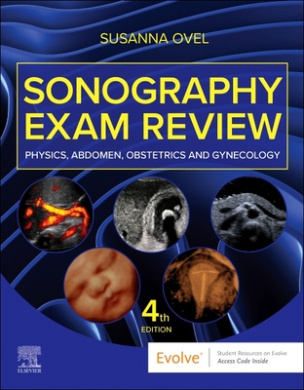 SUSANNA OVEL
SONOGRAPHY
EXAM REVIEW
PHYSICS, ABDOMEN, OBSTETRICS AND GYNECOLOGY
4th
EDITION
ELSEVIER
Evolve
Student Resources on Evolve
Access Code Inside